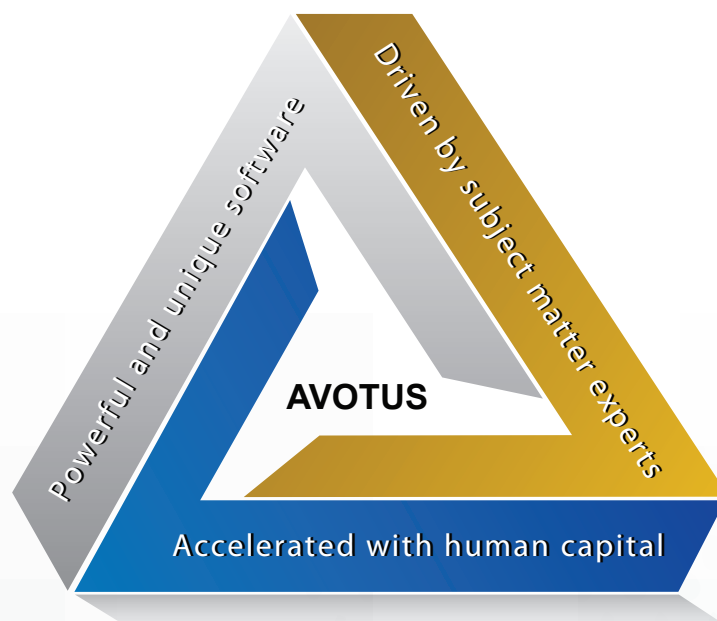 Powerful and unique software
Driven by subject matter experts
AVOTUS
Accelerated with human capital